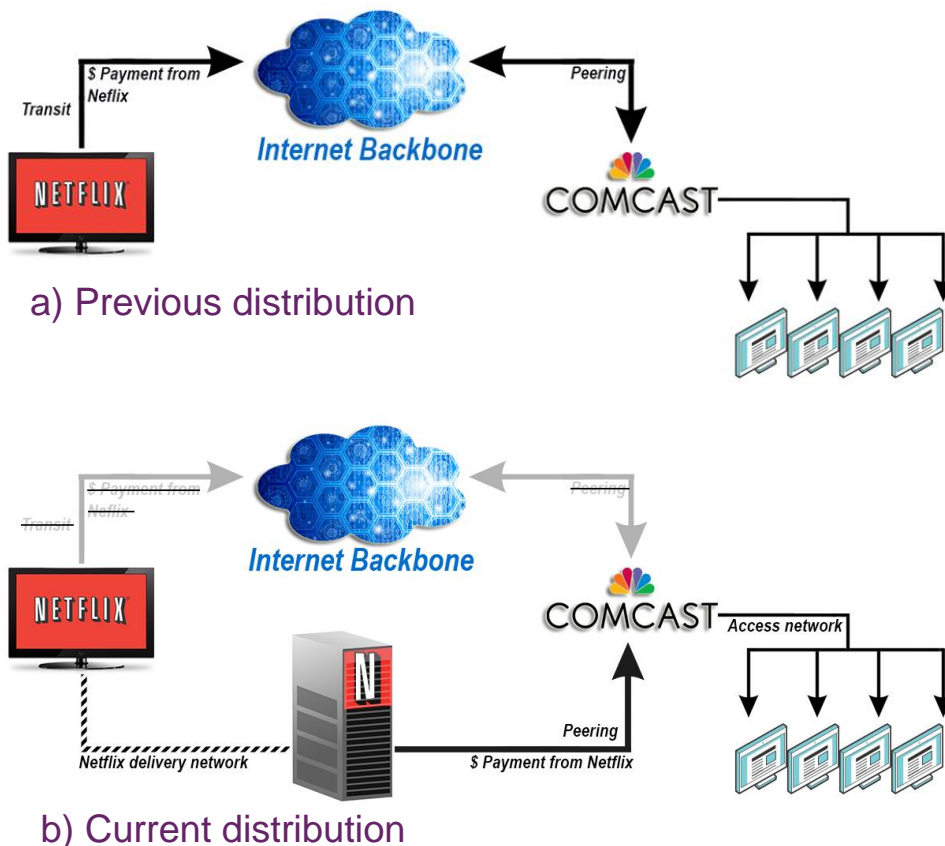 $ Payment from
Neflix
Transit
Peering
Internet Backbone
NETFLIX
COMCAST
a) Previous distribution
$ Payment from
Neflix
Transit
Peering
Internet Backbone
NETFLIX
COMCAST
Access network
N
Peering
Netflix delivery network
$ Payment from Netflix
b) Current distribution